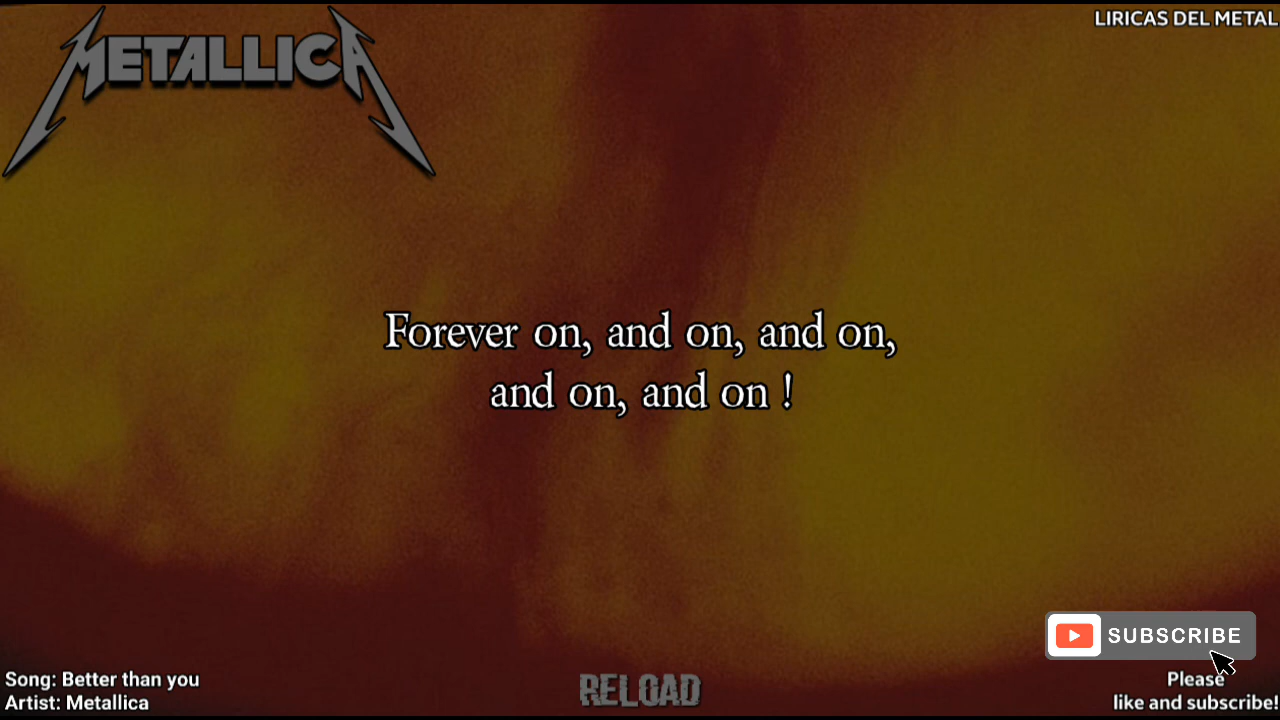 METALLICA
LIRICAS DEL METAL
Forever on, and on, and on,
and on, and on !
SUBSCRIBE
Song: Better than you
Artist: Metallica
RELOAD
Please
like and subscribe!